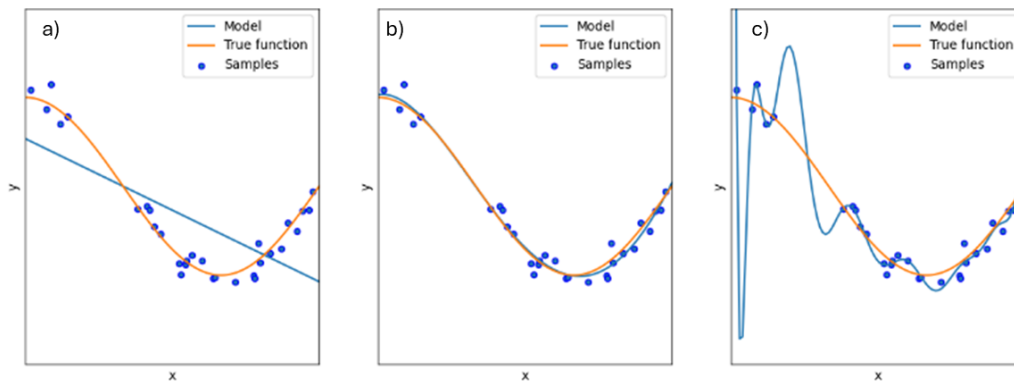 a)
Model
True function
Samples
y
x
b)
Model
True function
Samples
y
x
c)
Model
True function
Samples
y
x